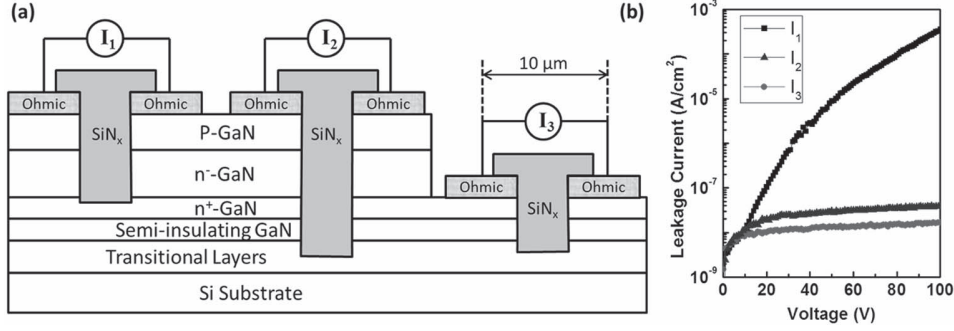 (a)
I₁
I₂
10 μm
Ohmic
Ohmic
Ohmic
Ohmic
I₃
SiNₓ
P-GaN
SiNₓ
n⁻-GaN
Ohmic
Ohmic
n⁺-GaN
SiNₓ
Semi-insulating GaN
Transitional Layers
Si Substrate
(b)
Leakage Current (A/cm²)
10⁻³
10⁻⁵
10⁻⁷
10⁻⁹
I₁
I₂
I₃
0 20 40 60 80 100
Voltage (V)